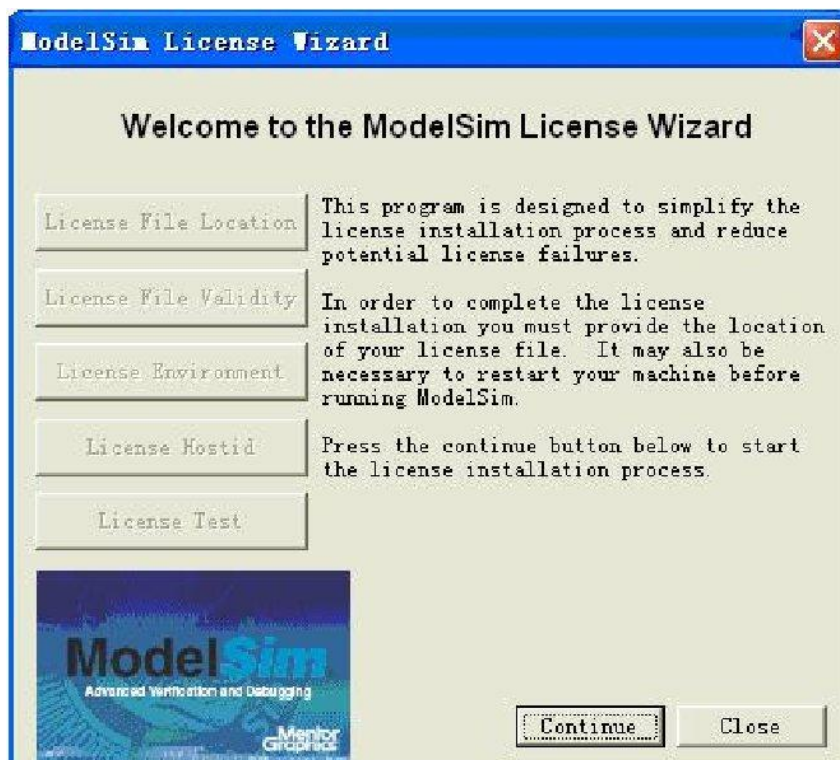 ModelSim License Wizard
Welcome to the ModelSim License Wizard
License File Location
License File Validity
License Environment
License Hostid
License Test
This program is designed to simplify the
license installation process and reduce
potential license failures.
In order to complete the license
installation you must provide the location
of your license file. It may also be
necessary to restart your machine before
running ModelSim.
Press the continue button below to start
the license installation process.
ModelSim
Advanced Verification and Debugging
Mentor
Graphics
Continue
Close